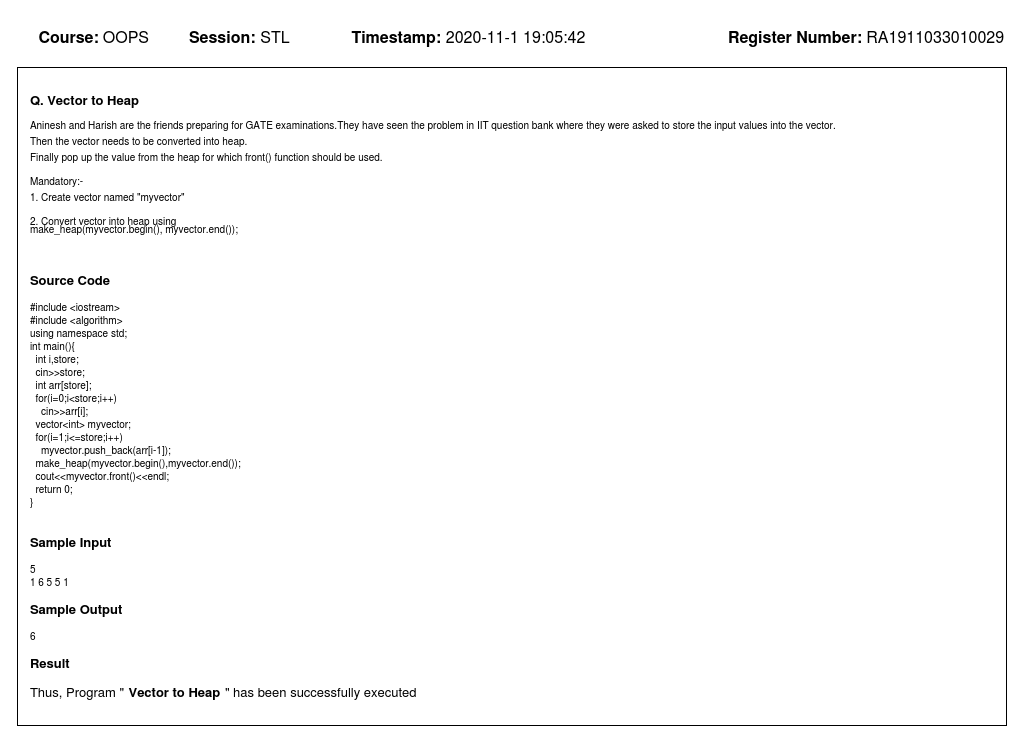 Course: OOPS Session: STL Timestamp: 2020-11-1 19:05:42 Register Number: RA1911033010029
Q. Vector to Heap
Aninesh and Harish are the friends preparing for GATE examinations.They have seen the problem in IIT question bank where they were asked to store the input values into the vector.
Then the vector needs to be converted into heap.
Finally pop up the value from the heap for which front() function should be used.
Mandatory:-
1. Create vector named "myvector"
2. Convert vector into heap using
make_heap(myvector.begin(), myvector.end());
Source Code
#include <iostream>
#include <algorithm>
using namespace std;
int main(){
  int i,store;
  cin>>store;
  int arr[store];
  for(i=0;i<store;i++)
    cin>>arr[i];
  vector<int> myvector;
  for(i=1;i<=store;i++)
    myvector.push_back(arr[i-1]);
  make_heap(myvector.begin(),myvector.end());
  cout<<myvector.front()<<endl;
  return 0;
}
Sample Input
5
1 6 5 5 1
Sample Output
6
Result
Thus, Program " Vector to Heap " has been successfully executed